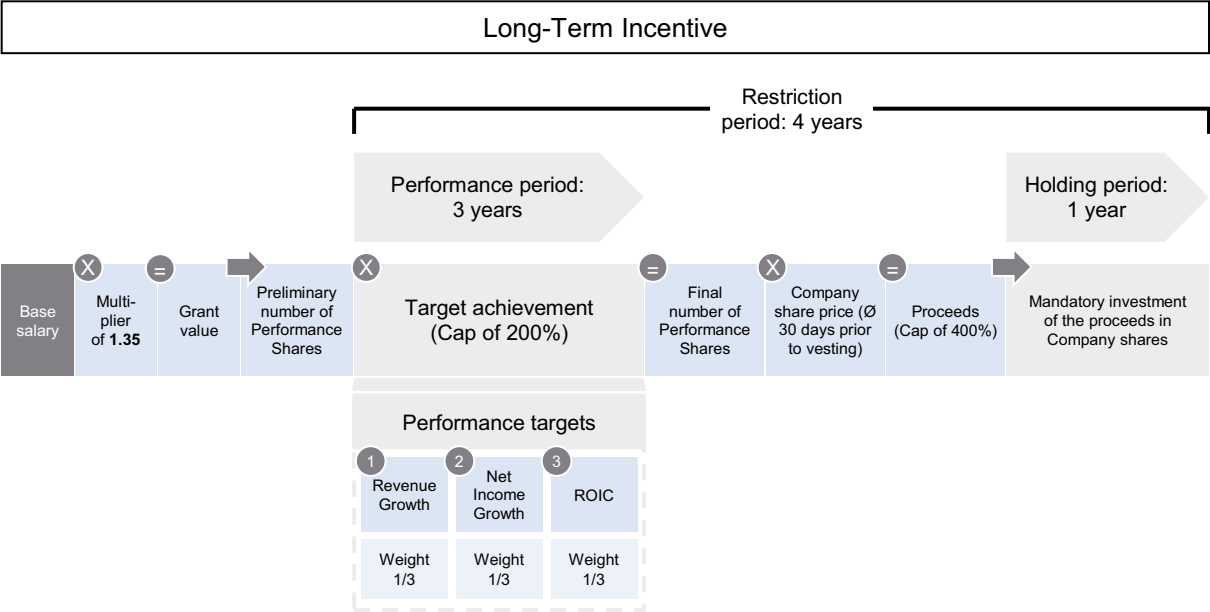 Long-Term Incentive
Restriction
period: 4 years
Performance period:
3 years
Holding period:
1 year
Base
salary
X
Multi-
plier
of 1.35
=
Grant
value
Preliminary
number of
Performance
Shares
X
Target achievement
(Cap of 200%)
=
Final
number of
Performance
Shares
X
Company
share price (Ø
30 days prior
to vesting)
=
Proceeds
(Cap of 400%)
Mandatory investment
of the proceeds in
Company shares
Performance targets
1
Revenue
Growth
2
Net
Income
Growth
3
ROIC
Weight
1/3
Weight
1/3
Weight
1/3